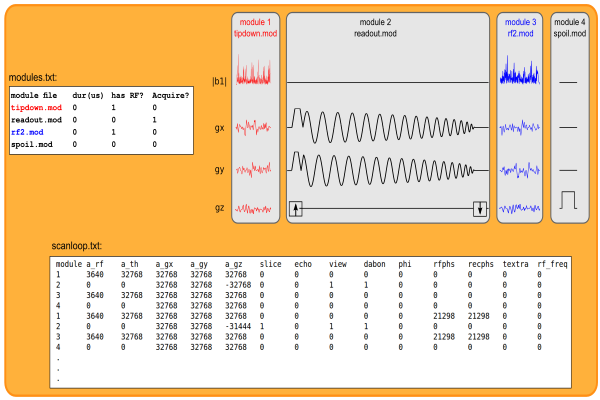 module 1 module 2 module 3 module 4
tipdown.mod readout.mod rf2.mod spoil.mod
modules.txt:
module file dur(us) has RF? Acquire?
tipdown.mod 0 1 0
readout.mod 0 0 1
rf2.mod 0 1 0
spoil.mod 0 0 0
|b1|
gx
gy
gz
scanloop.txt:
module a_rf a_th a_gx a_gy a_gz slice echo view dabon phi rfphs recphs textra rf_freq
1 3640 32768 32768 32768 32768 0 0 0 0 0 0 0 0 0
2 0 0 32768 32768 -32768 0 0 1 1 0 0 0 0 0
3 3640 32768 32768 32768 32768 0 0 0 0 0 0 0 0 0
4 0 0 32768 32768 32768 0 0 0 0 0 0 0 0 0
1 3640 32768 32768 32768 32768 0 0 0 0 0 21298 21298 0 0
2 0 0 32768 32768 -31444 1 0 1 1 0 0 0 0 0
3 3640 32768 32768 32768 32768 0 0 0 0 0 21298 21298 0 0
4 0 0 32768 32768 32768 0 0 0 0 0 0 0 0 0
.
.
.